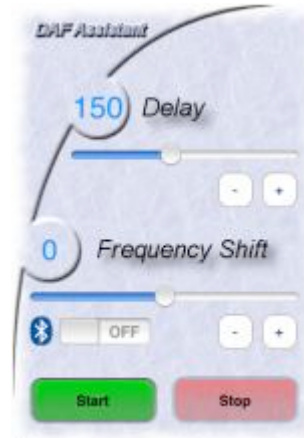 DAF Assistant
150 Delay
- +
0 Frequency Shift
OFF - +
Start Stop